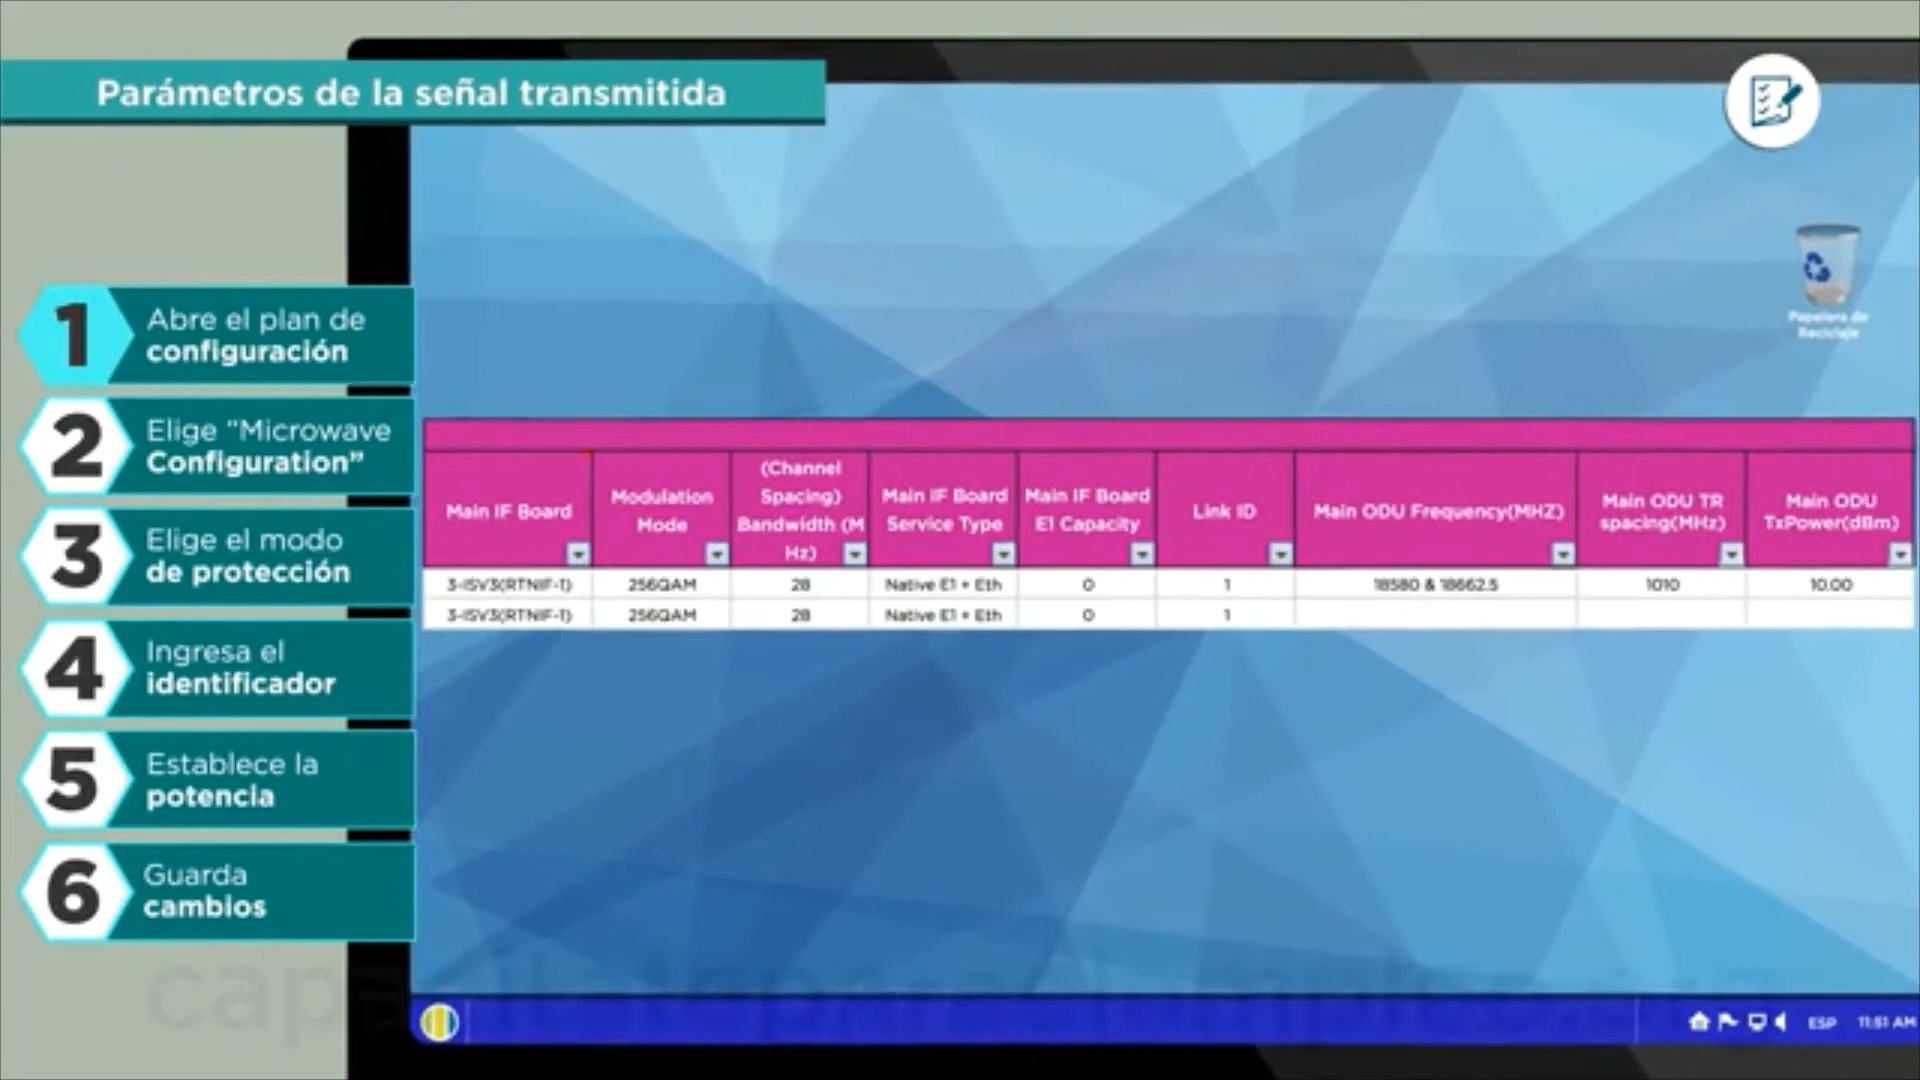 Parámetros de la señal transmitida
Papelera de
Reciclaje
1
Abre el plan de
configuración
2
Elige “Microwave
Configuration”
3
Elige el modo
de protección
4
Ingresa el
identificador
5
Establece la
potencia
6
Guarda
cambios
Main IF Board
Modulation
Mode
(Channel
Spacing)
Bandwidth (M
Hz)
Main IF Board
Service Type
Main IF Board
E1 Capacity
Link ID
Main ODU Frequency(MHZ)
Main ODU TR
spacing(MHz)
Main ODU
TxPower(dBm)
3-ISV3(RTNIF-1) 256QAM 28 Native E1 + Eth 0 1 18580 & 18662.5 1010 10.00
3-ISV3(RTNIF-1) 256QAM 28 Native E1 + Eth 0 1
ESP 11:51 AM